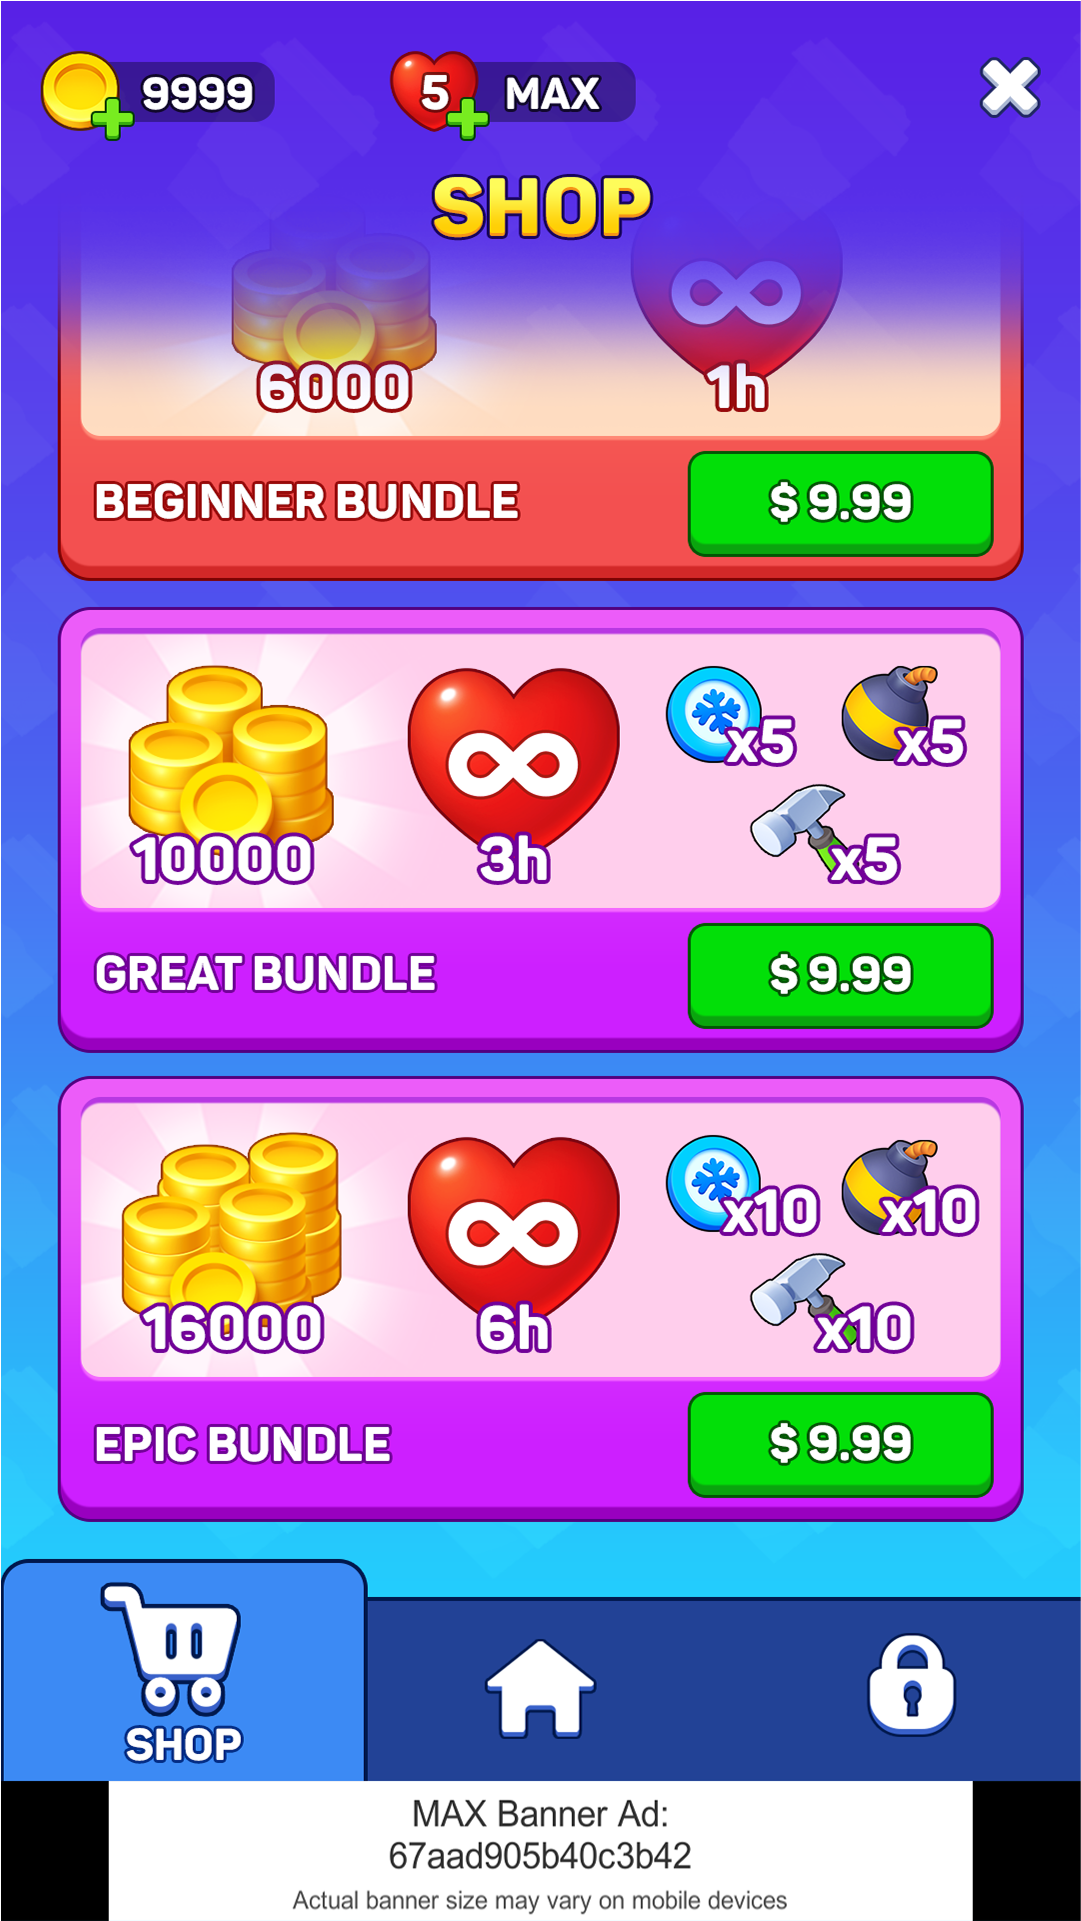 9999
5
MAX
SHOP
6000
1h
BEGINNER BUNDLE
$ 9.99
10000
3h
x5
x5
x5
GREAT BUNDLE
$ 9.99
16000
6h
x10
x10
x10
EPIC BUNDLE
$ 9.99
SHOP
MAX Banner Ad:
67aad905b40c3b42
Actual banner size may vary on mobile devices